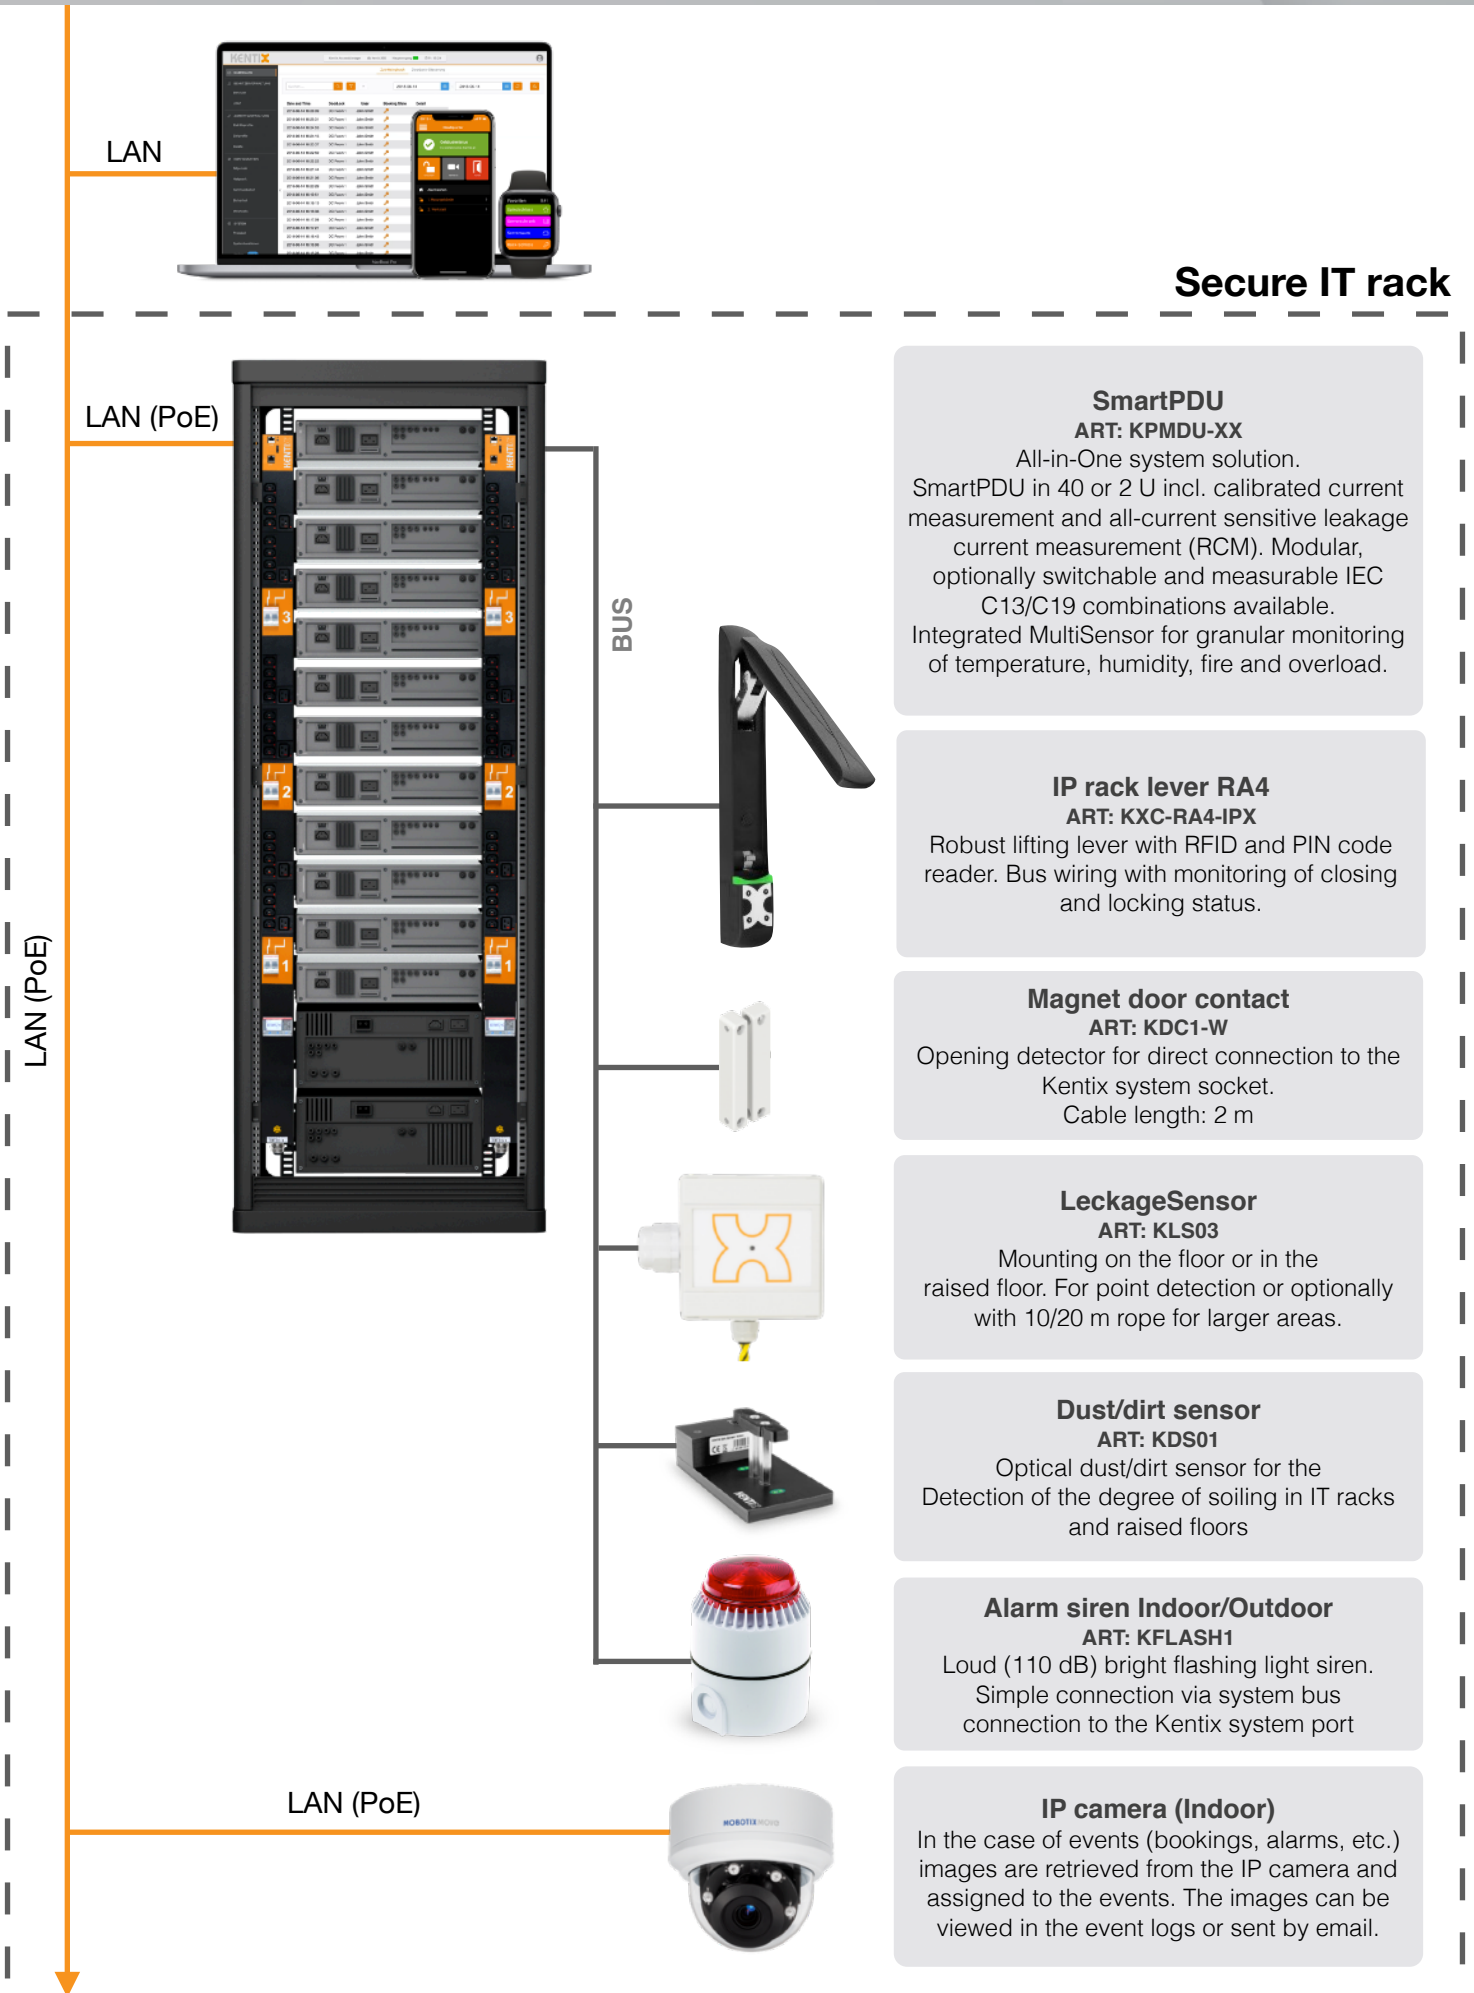 KENTIX
LAN
Secure IT rack
LAN (PoE)
BUS
3
3
2
2
1
1
LAN (PoE)
SmartPDU
ART: KPMDU-XX
All-in-One system solution.
SmartPDU in 40 or 2 U incl. calibrated current
measurement and all-current sensitive leakage
current measurement (RCM). Modular,
optionally switchable and measurable IEC
C13/C19 combinations available.
Integrated MultiSensor for granular monitoring
of temperature, humidity, fire and overload.
IP rack lever RA4
ART: KXC-RA4-IPX
Robust lifting lever with RFID and PIN code
reader. Bus wiring with monitoring of closing
and locking status.
Magnet door contact
ART: KDC1-W
Opening detector for direct connection to the
Kentix system socket.
Cable length: 2 m
LeckageSensor
ART: KLS03
Mounting on the floor or in the
raised floor. For point detection or optionally
with 10/20 m rope for larger areas.
Dust/dirt sensor
ART: KDS01
Optical dust/dirt sensor for the
Detection of the degree of soiling in IT racks
and raised floors
Alarm siren Indoor/Outdoor
ART: KFLASH1
Loud (110 dB) bright flashing light siren.
Simple connection via system bus
connection to the Kentix system port
LAN (PoE)
MOBOTIX MOVE
IP camera (Indoor)
In the case of events (bookings, alarms, etc.)
images are retrieved from the IP camera and
assigned to the events. The images can be
viewed in the event logs or sent by email.